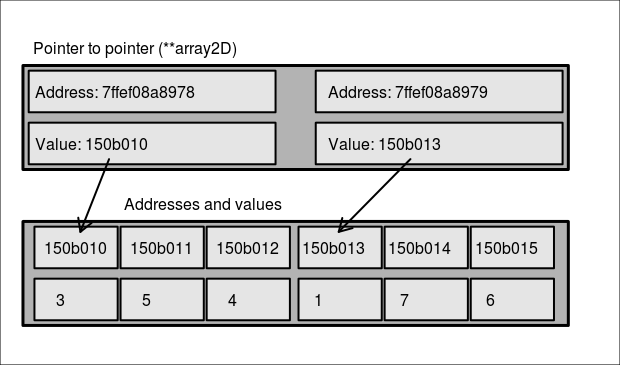 Pointer to pointer (**array2D)
Address: 7ffef08a8978 Address: 7ffef08a8979
Value: 150b010 Value: 150b013
Addresses and values
150b010 150b011 150b012 150b013 150b014 150b015
3 5 4 1 7 6